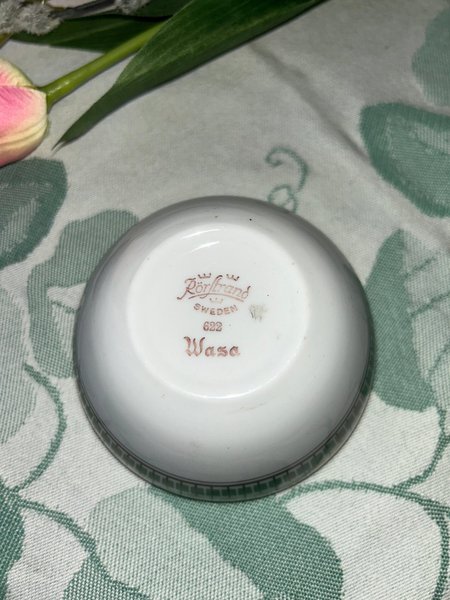 Rörstrand
SWEDEN
622
Wasa